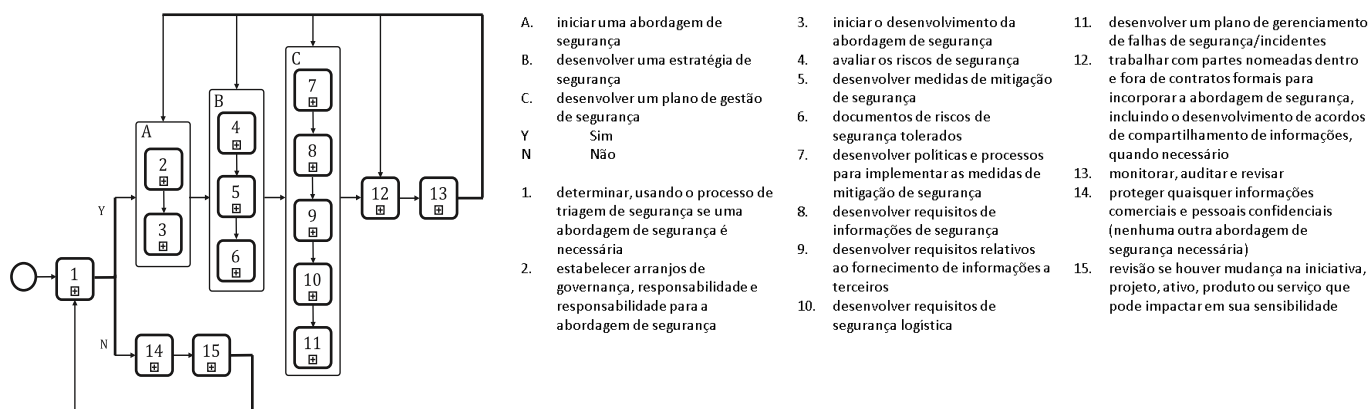 A
2
3
B
4
5
6
C
7
8
9
10
11
12
13
Y
1
N
14
15
A. iniciar uma abordagem de
segurança
B. desenvolver uma estratégia de
segurança
C. desenvolver um plano de gestão
de segurança
Y Sim
N Não
1. determinar, usando o processo de
triagem de segurança se uma
abordagem de segurança é
necessária
2. estabelecer arranjos de
governança, responsabilidade e
responsabilidade para a
abordagem de segurança
3. iniciar o desenvolvimento da
abordagem de segurança
4. avaliar os riscos de segurança
5. desenvolver medidas de mitigação
de segurança
6. documentos de riscos de
segurança tolerados
7. desenvolver políticas e processos
para implementar as medidas de
mitigação de segurança
8. desenvolver requisitos de
informações de segurança
9. desenvolver requisitos relativos
ao fornecimento de informações a
terceiros
10. desenvolver requisitos de
segurança logística
11. desenvolver um plano de gerenciamento
de falhas de segurança/incidentes
12. trabalhar com partes nomeadas dentro
e fora de contratos formais para
incorporar a abordagem de segurança,
incluindo o desenvolvimento de acordos
de compartilhamento de informações,
quando necessário
13. monitorar, auditar e revisar
14. proteger quaisquer informações
comerciais e pessoais confidenciais
(nenhuma outra abordagem de
segurança necessária)
15. revisão se houver mudança na iniciativa,
projeto, ativo, produto ou serviço que
pode impactar em sua sensibilidade